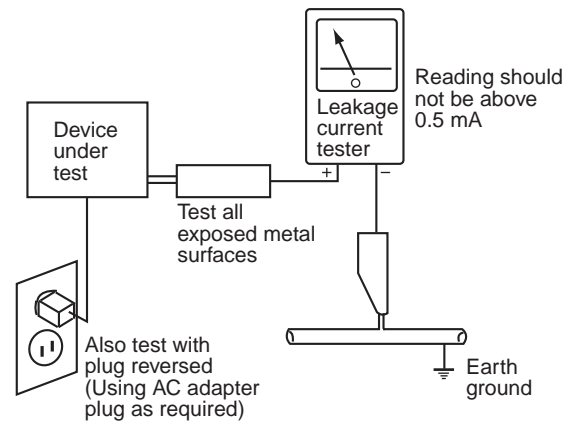 Device
under
test
Leakage
current
tester
+
−
Reading should
not be above
0.5 mA
Test all
exposed metal
surfaces
Also test with
plug reversed
(Using AC adapter
plug as required)
Earth
ground